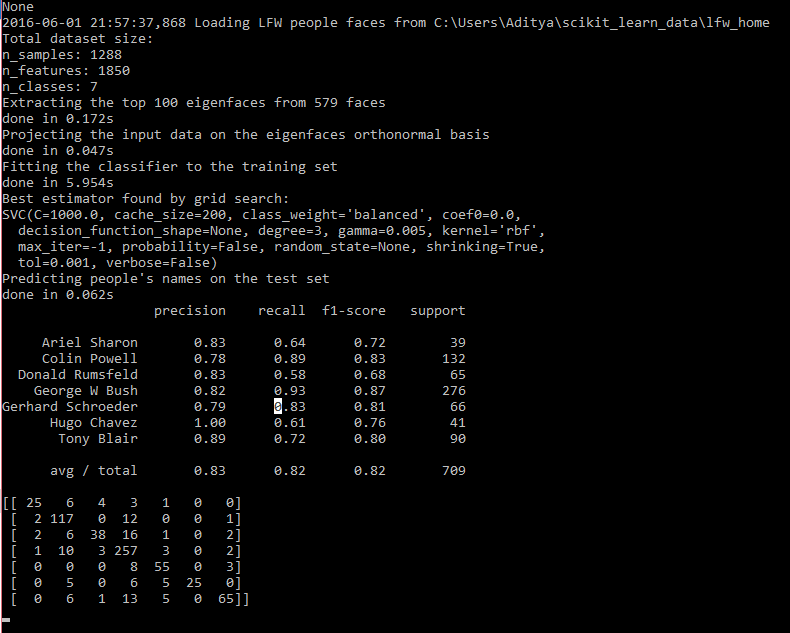 None
2016-06-01 21:57:37,868 Loading LFW people faces from C:\Users\Aditya\scikit_learn_data\lfw_home
Total dataset size:
n_samples: 1288
n_features: 1850
n_classes: 7
Extracting the top 100 eigenfaces from 579 faces
done in 0.172s
Projecting the input data on the eigenfaces orthonormal basis
done in 0.047s
Fitting the classifier to the training set
done in 5.954s
Best estimator found by grid search:
SVC(C=1000.0, cache_size=200, class_weight='balanced', coef0=0.0,
  decision_function_shape=None, degree=3, gamma=0.005, kernel='rbf',
  max_iter=-1, probability=False, random_state=None, shrinking=True,
  tol=0.001, verbose=False)
Predicting people's names on the test set
done in 0.062s
                   precision    recall  f1-score   support

     Ariel Sharon       0.83      0.64      0.72        39
     Colin Powell       0.78      0.89      0.83       132
  Donald Rumsfeld       0.83      0.58      0.68        65
    George W Bush       0.82      0.93      0.87       276
Gerhard Schroeder       0.79      0.83      0.81        66
      Hugo Chavez       1.00      0.61      0.76        41
       Tony Blair       0.89      0.72      0.80        90

      avg / total       0.83      0.82      0.82       709

[[ 25   6   4   3   1   0   0]
 [  2 117   0  12   0   0   1]
 [  2   6  38  16   1   0   2]
 [  1  10   3 257   3   0   2]
 [  0   0   0   8  55   0   3]
 [  0   5   0   6   5  25   0]
 [  0   6   1  13   5   0  65]]